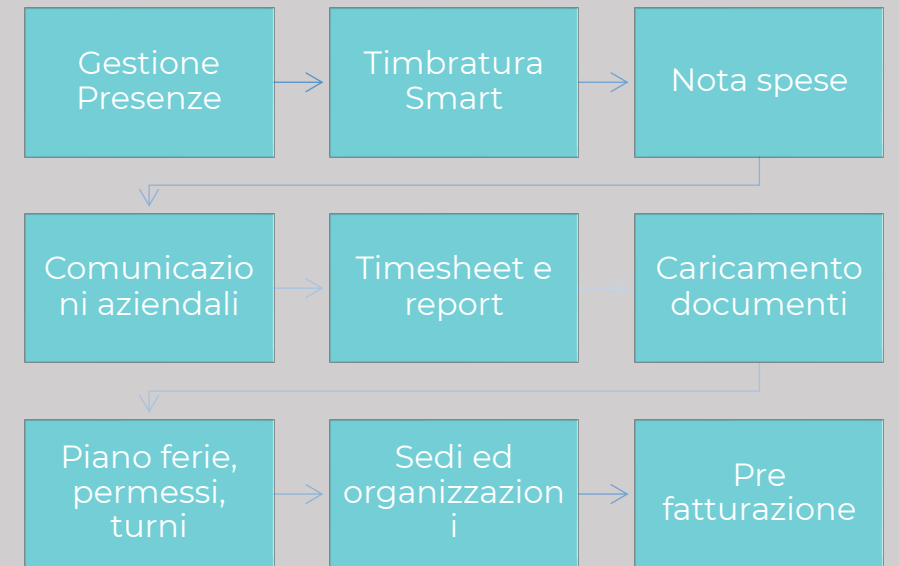 Gestione
Presenze
Timbratura
Smart
Nota spese
Comunicazio
ni aziendali
Timesheet e
report
Caricamento
documenti
Piano ferie,
permessi,
turni
Sedi ed
organizzazion
i
Pre
fatturazione